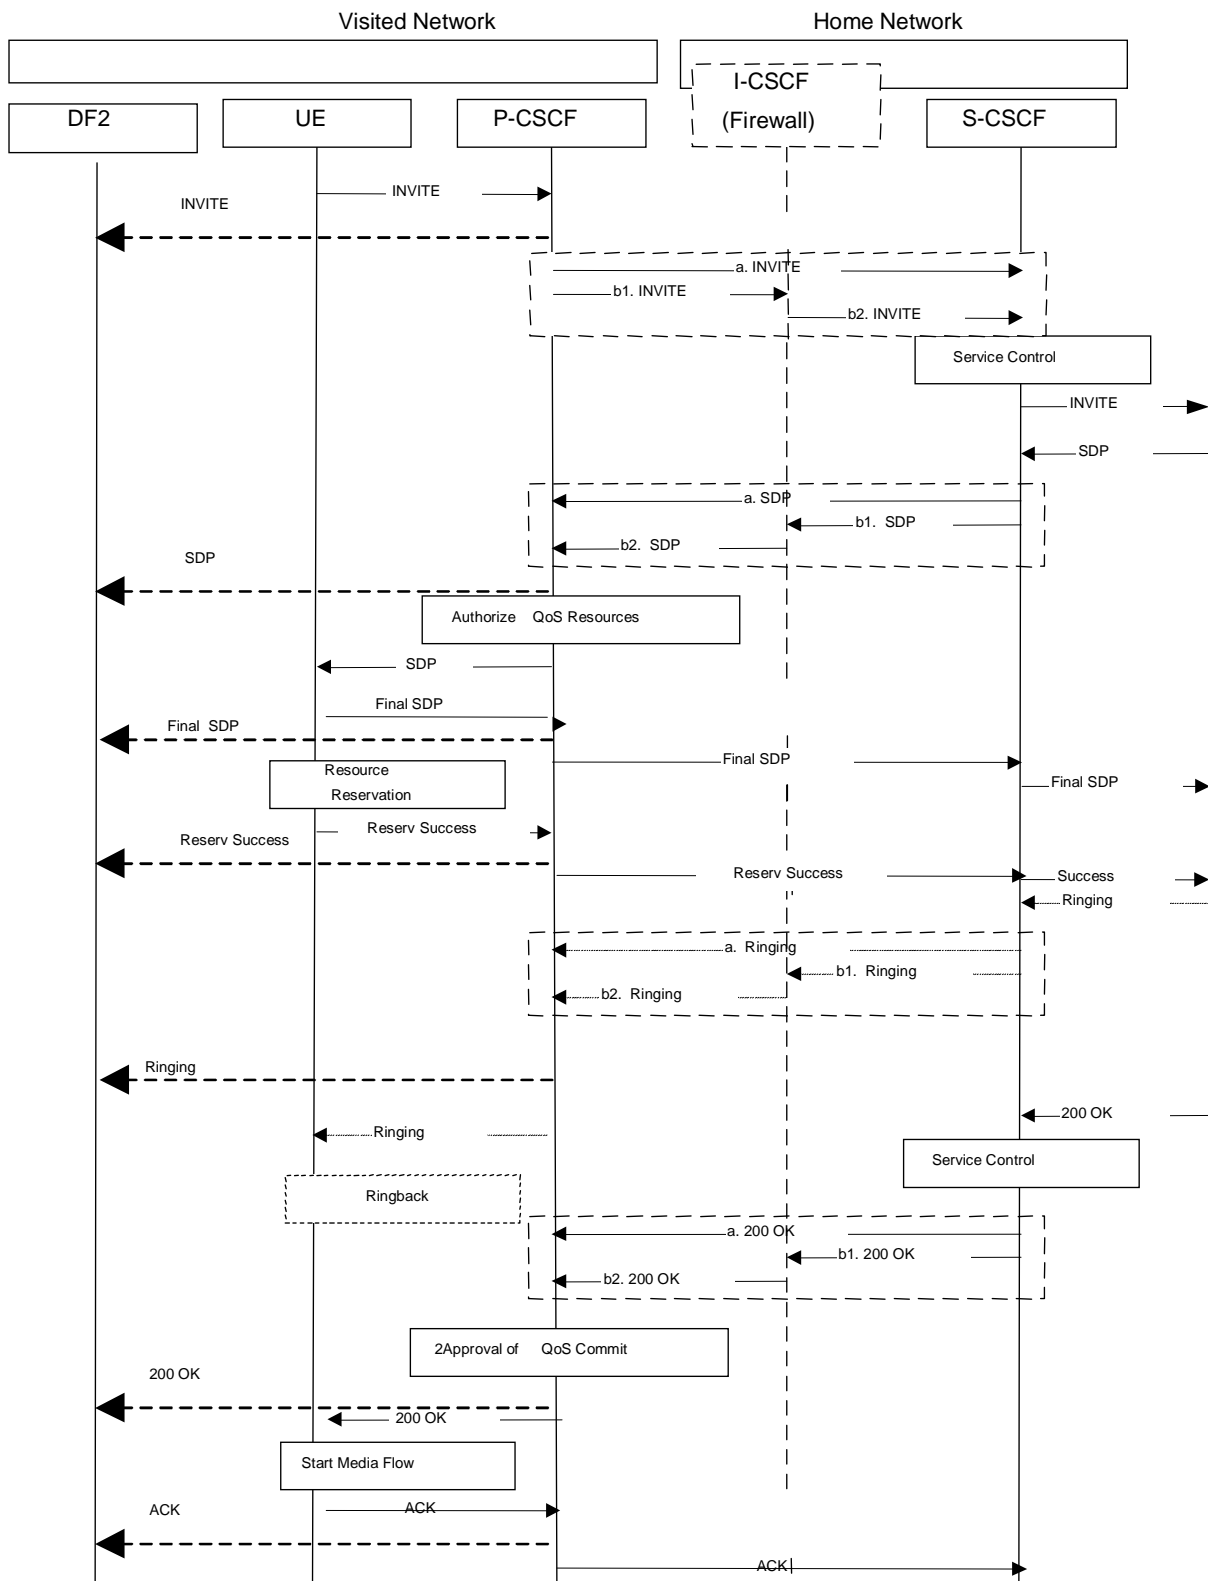 Visited Network
Home Network
I-CSCF
(Firewall)
DF2
UE
P-CSCF
S-CSCF
INVITE
INVITE
a. INVITE
b1. INVITE
b2. INVITE
Service Control
INVITE
SDP
a. SDP
b1. SDP
b2. SDP
SDP
Authorize QoS Resources
SDP
Final SDP
Final SDP
Final SDP
Resource
Reservation
Final SDP
Reserv Success
Reserv Success
Reserv Success
Success
Ringing
a. Ringing
b1. Ringing
b2. Ringing
Ringing
200 OK
Ringing
Service Control
Ringback
a. 200 OK
b1. 200 OK
b2. 200 OK
2Approval of QoS Commit
200 OK
200 OK
Start Media Flow
ACK
ACK
ACK